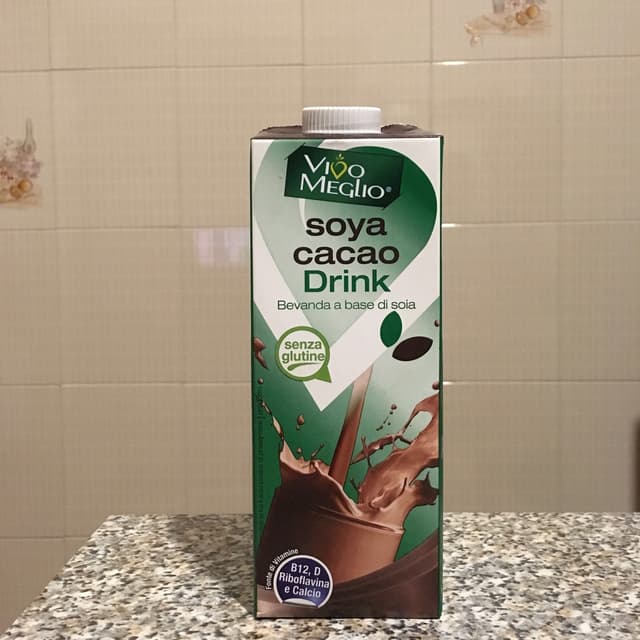 VIVO
MEGLIO®
soya
cacao
Drink
Bevanda a base di soia
senza
glutine
Fonte di Vitamine
B12, D
Riboflavina
e Calcio